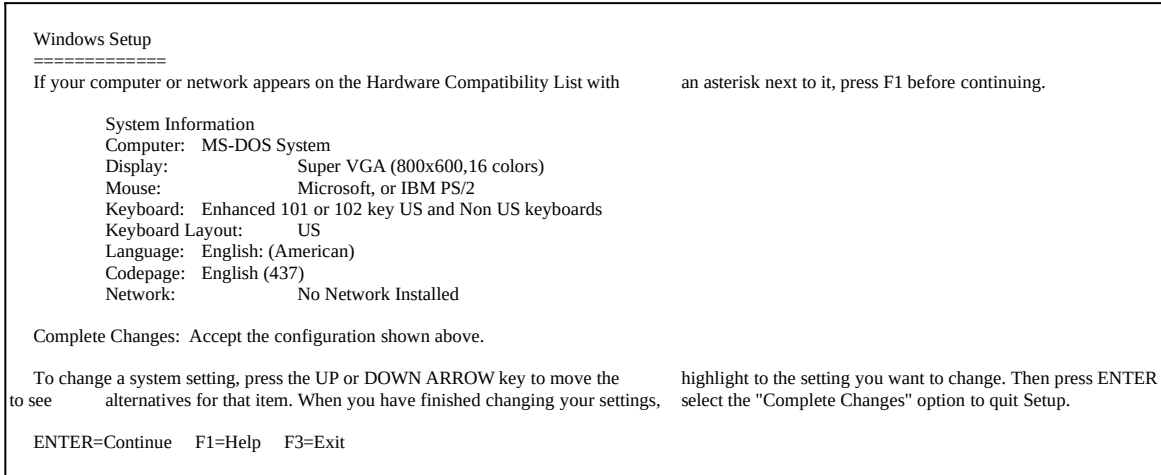 Windows Setup
=============
If your computer or network appears on the Hardware Compatibility List with an asterisk next to it, press F1 before continuing.
System Information
Computer: MS-DOS System
Display: Super VGA (800x600,16 colors)
Mouse: Microsoft, or IBM PS/2
Keyboard: Enhanced 101 or 102 key US and Non US keyboards
Keyboard Layout: US
Language: English: (American)
Codepage: English (437)
Network: No Network Installed
Complete Changes: Accept the configuration shown above.
To change a system setting, press the UP or DOWN ARROW key to move the highlight to the setting you want to change. Then press ENTER
to see alternatives for that item. When you have finished changing your settings, select the "Complete Changes" option to quit Setup.
ENTER=Continue F1=Help F3=Exit